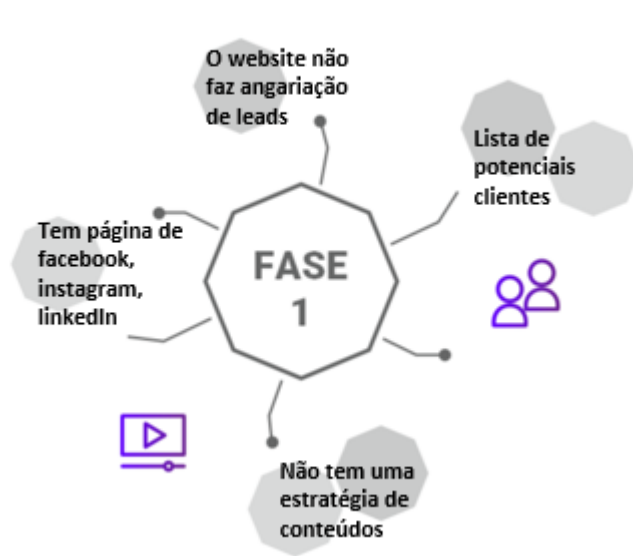 O website não
faz angariação
de leads
Lista de
potenciais
clientes
Tem página de
facebook,
instagram,
linkedIn
FASE
1
Não tem uma
estratégia de
conteúdos